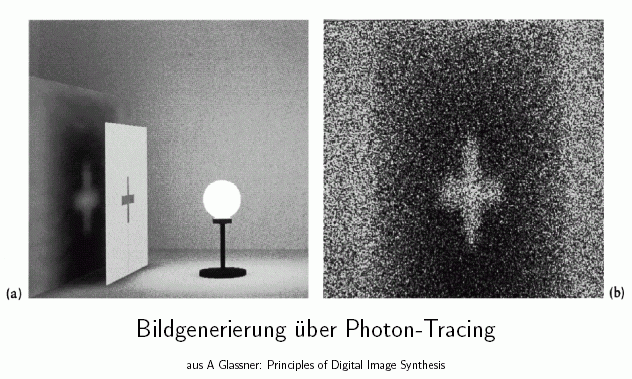 (a)
(b)
Bildgenerierung über Photon-Tracing
aus A Glassner: Principles of Digital Image Synthesis